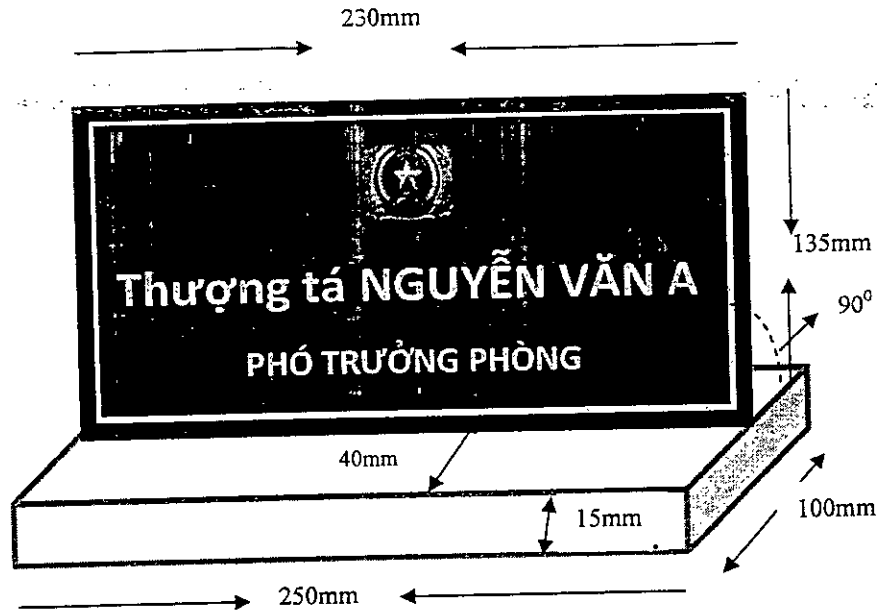 230mm
135mm
Thượng tá NGUYỄN VĂN A
90⁰
PHÓ TRƯỞNG PHÒNG
40mm
15mm
100mm
250mm